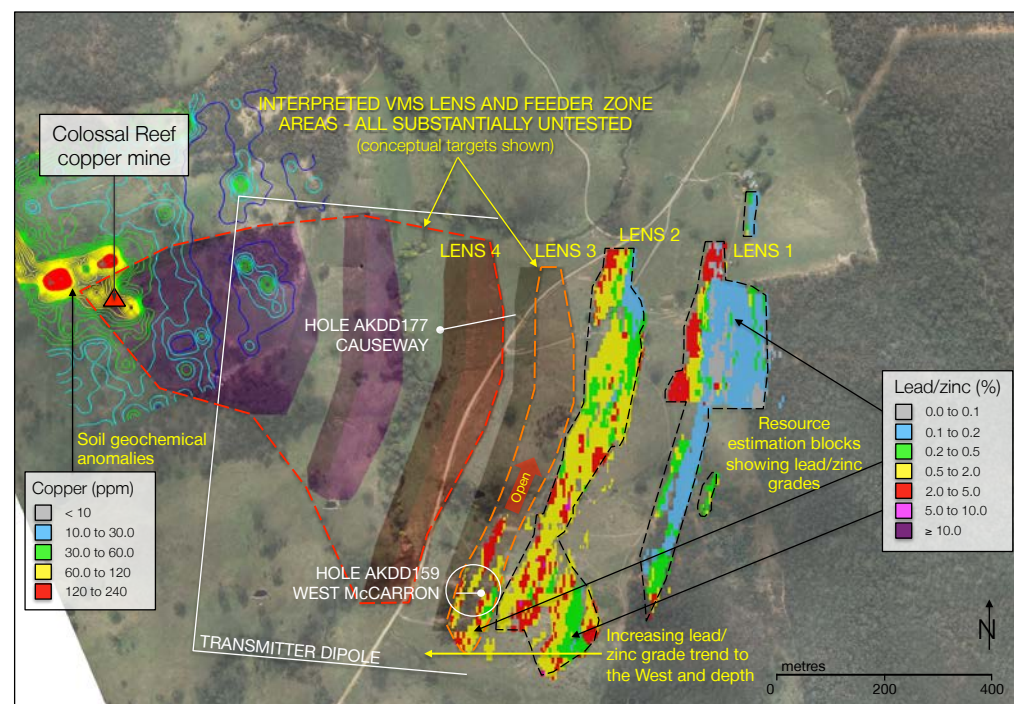 INTERPRETED VMS LENS AND FEEDER ZONE
AREAS - ALL SUBSTANTIALLY UNTESTED
(conceptual targets shown)
Colossal Reef
copper mine
LENS 4
LENS 3
LENS 2
LENS 1
HOLE AKDD177
CAUSEWAY
Soil geochemical
anomalies
Copper (ppm)
< 10
10.0 to 30.0
30.0 to 60.0
60.0 to 120
120 to 240
Open
HOLE AKDD159
WEST McCARRON
TRANSMITTER DIPOLE
Lead/zinc (%)
0.0 to 0.1
0.1 to 0.2
0.2 to 0.5
0.5 to 2.0
2.0 to 5.0
5.0 to 10.0
≥ 10.0
Resource
estimation blocks
showing lead/zinc
grades
Increasing lead/
zinc grade trend to
the West and depth
N
metres
0 200 400